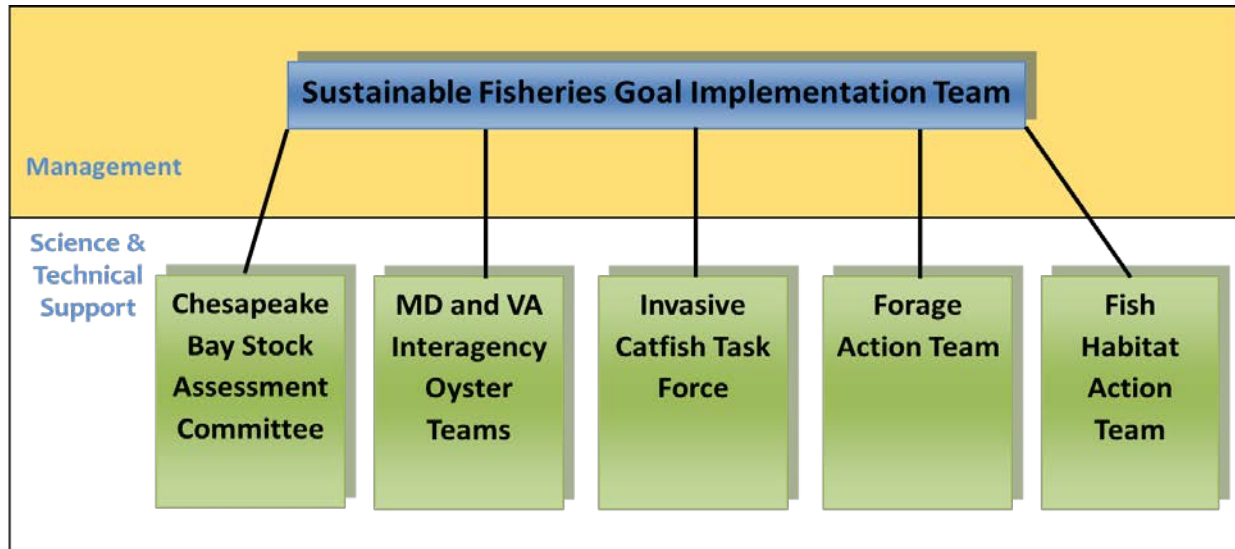 Sustainable Fisheries Goal Implementation Team
Management
Science &
Technical
Support
Chesapeake
Bay Stock
Assessment
Committee
MD and VA
Interagency
Oyster
Teams
Invasive
Catfish Task
Force
Forage
Action Team
Fish
Habitat
Action
Team